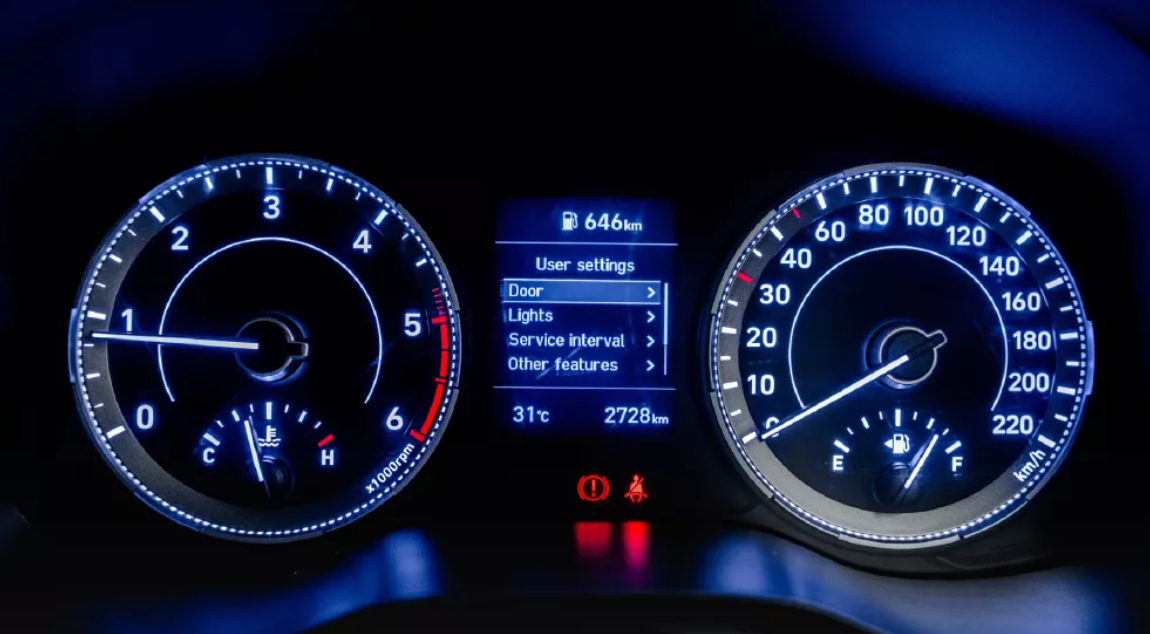 0
1
2
3
4
5
6
x1000rpm
C
H
646km
User settings
Door
Lights
Service interval
Other features
31°C
2728km
0
10
20
30
40
60
80
100
120
140
160
180
200
220
km/h
E
F